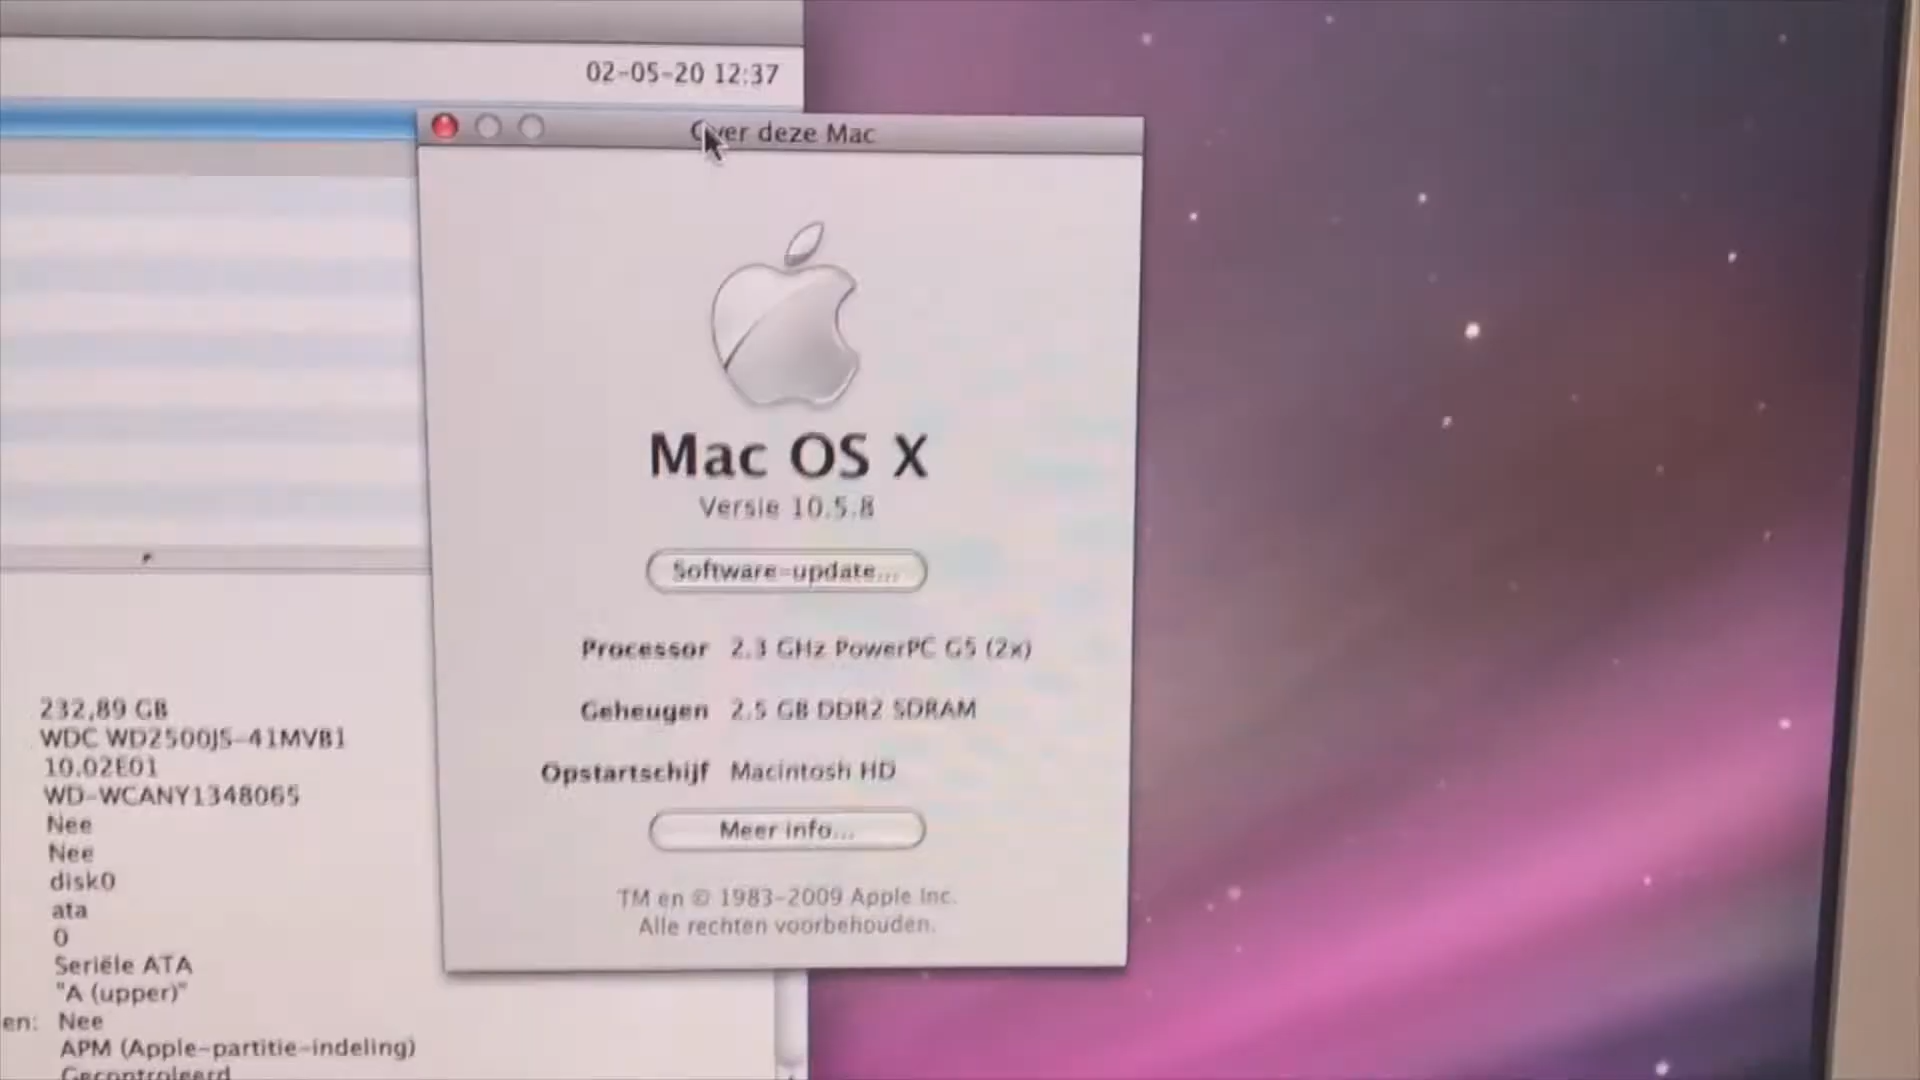 02-05-20 12:37
Over deze Mac
Mac OS X
Versie 10.5.8
Software-update...
Processor 2.3 GHz PowerPC G5 (2x)
Geheugen 2.5 GB DDR2 SDRAM
Opstartschijf Macintosh HD
Meer info...
TM en © 1983-2009 Apple Inc.
Alle rechten voorbehouden.
232,89 GB
WDC WD2500JS-41MVB1
10.02E01
WD-WCANY1348065
Nee
Nee
disk0
ata
0
Seriële ATA
"A (upper)"
en: Nee
APM (Apple-partitie-indeling)
Gecontroleerd